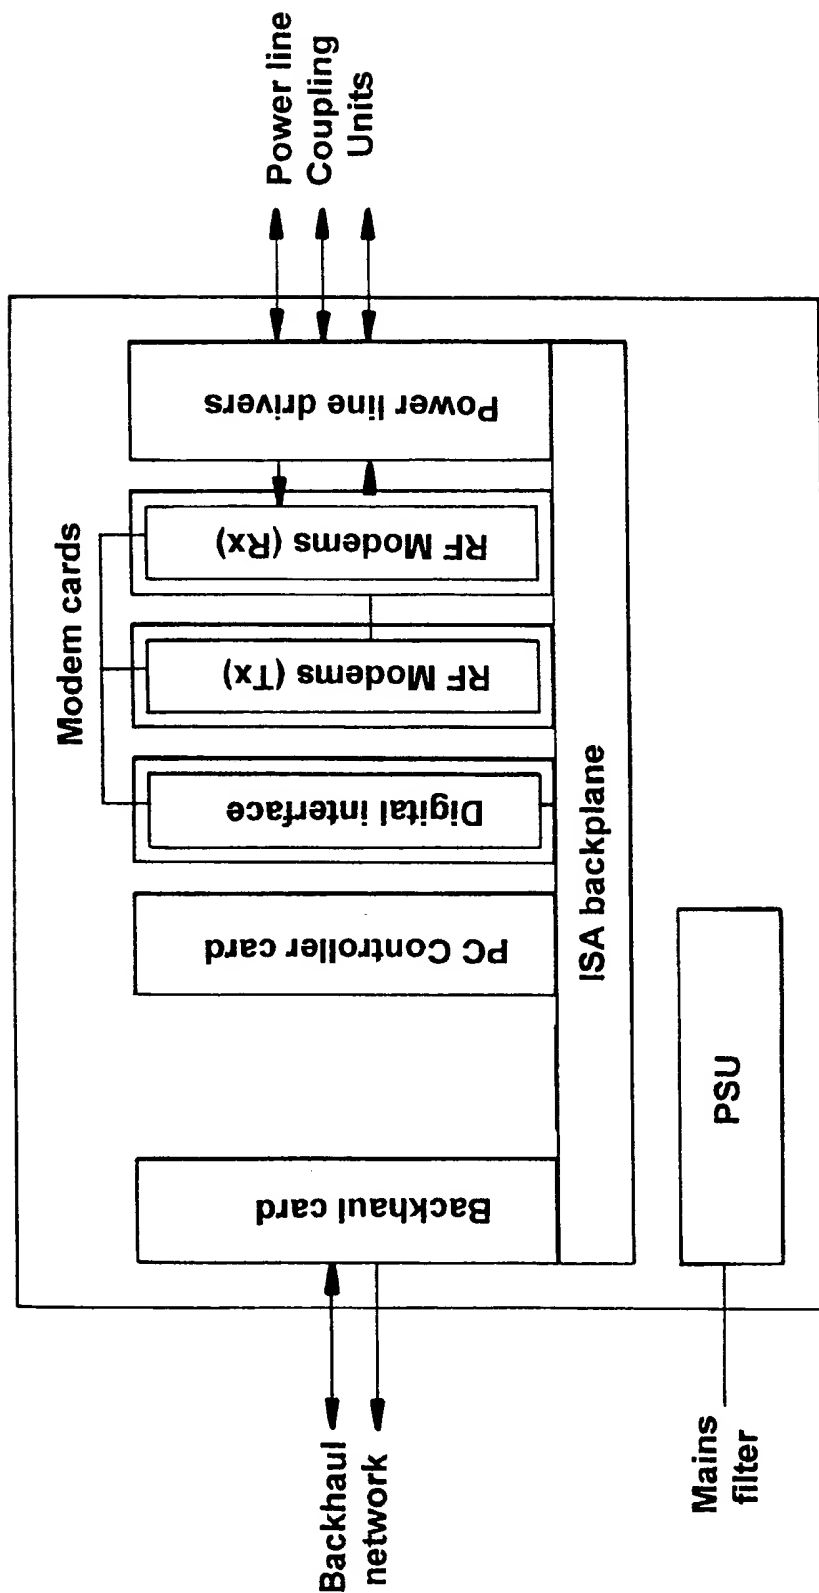 Modem cards
Backhaul
network
Backhaul card
PC Controller card
Digital interface
RF Modems (Tx)
RF Modems (Rx)
Power line drivers
Power line
Coupling
Units
ISA backplane
Mains
filter
PSU